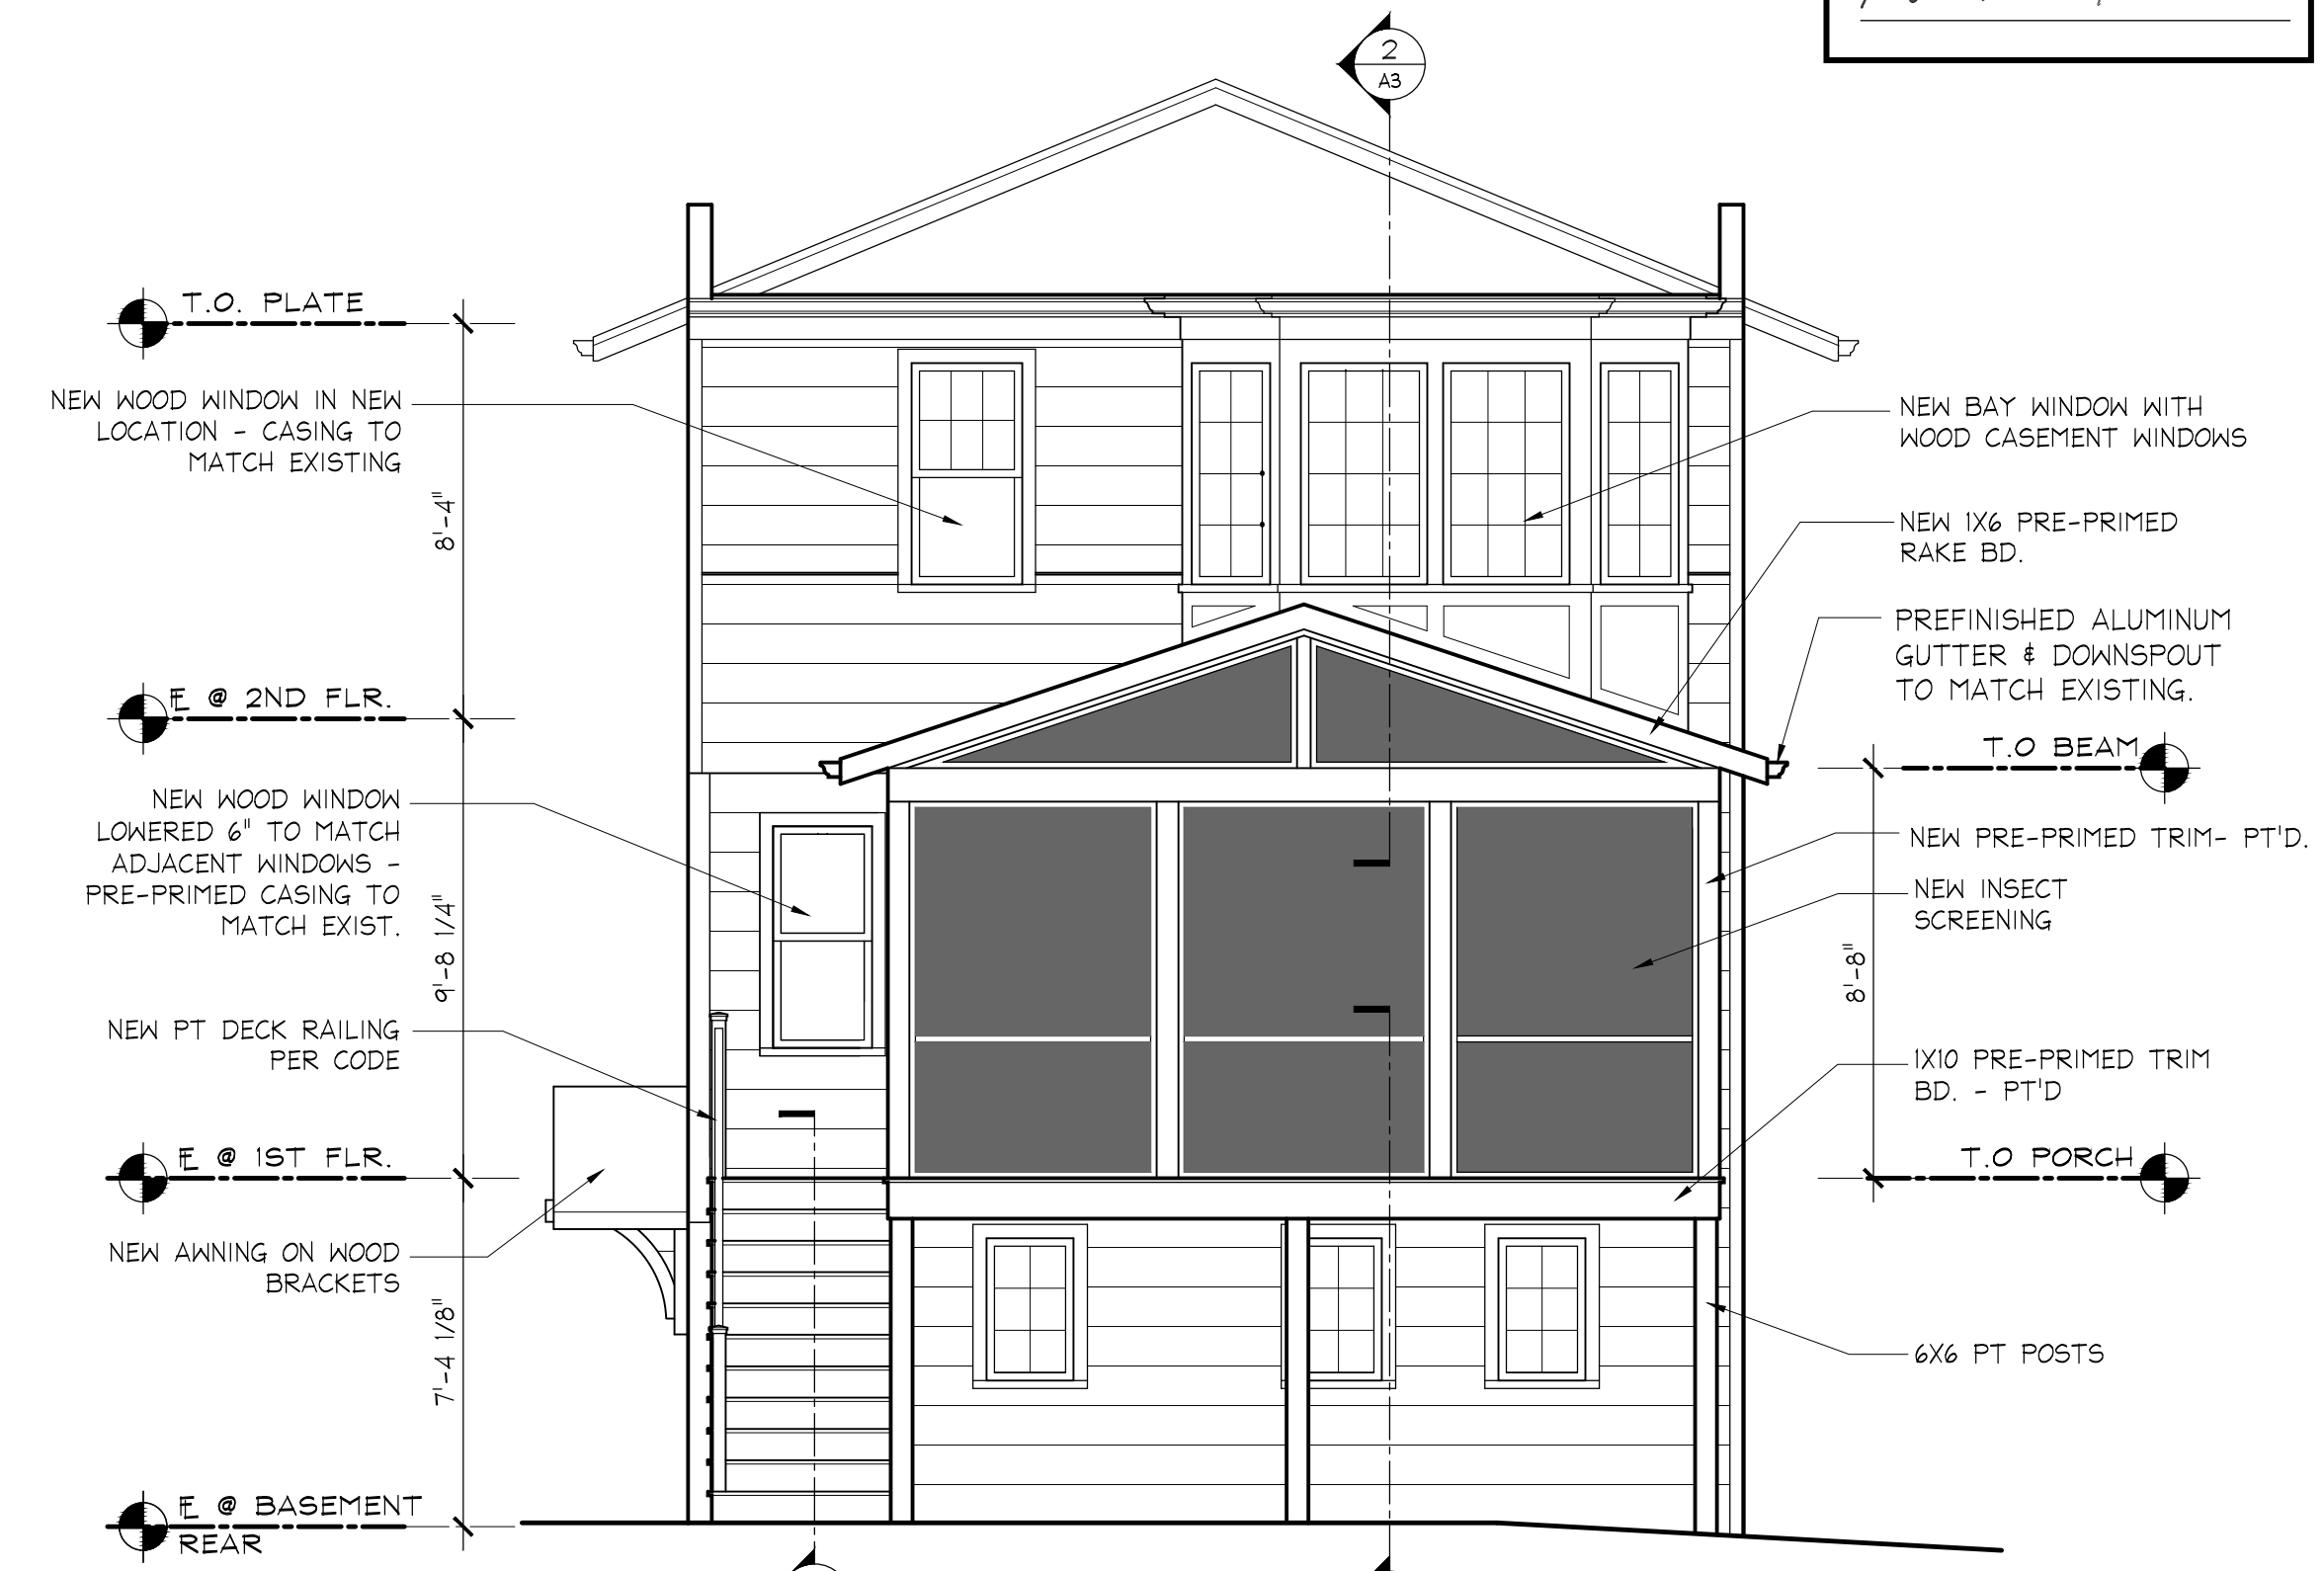 2
A3
T.O. PLATE
NEW WOOD WINDOW IN NEW
LOCATION - CASING TO
MATCH EXISTING
8'-4"
E @ 2ND FLR.
NEW WOOD WINDOW
LOWERED 6" TO MATCH
ADJACENT WINDOWS -
PRE-PRIMED CASING TO
MATCH EXIST.
9'-8 1/4"
NEW PT DECK RAILING
PER CODE
E @ 1ST FLR.
NEW AWNING ON WOOD
BRACKETS
7'-4 1/8"
E @ BASEMENT
REAR
NEW BAY WINDOW WITH
WOOD CASEMENT WINDOWS
NEW 1X6 PRE-PRIMED
RAKE BD.
PREFINISHED ALUMINUM
GUTTER & DOWNSPOUT
TO MATCH EXISTING.
T.O BEAM
NEW PRE-PRIMED TRIM- PT'D.
NEW INSECT
SCREENING
8'-8"
1X10 PRE-PRIMED TRIM
BD. - PT'D
T.O PORCH
6X6 PT POSTS